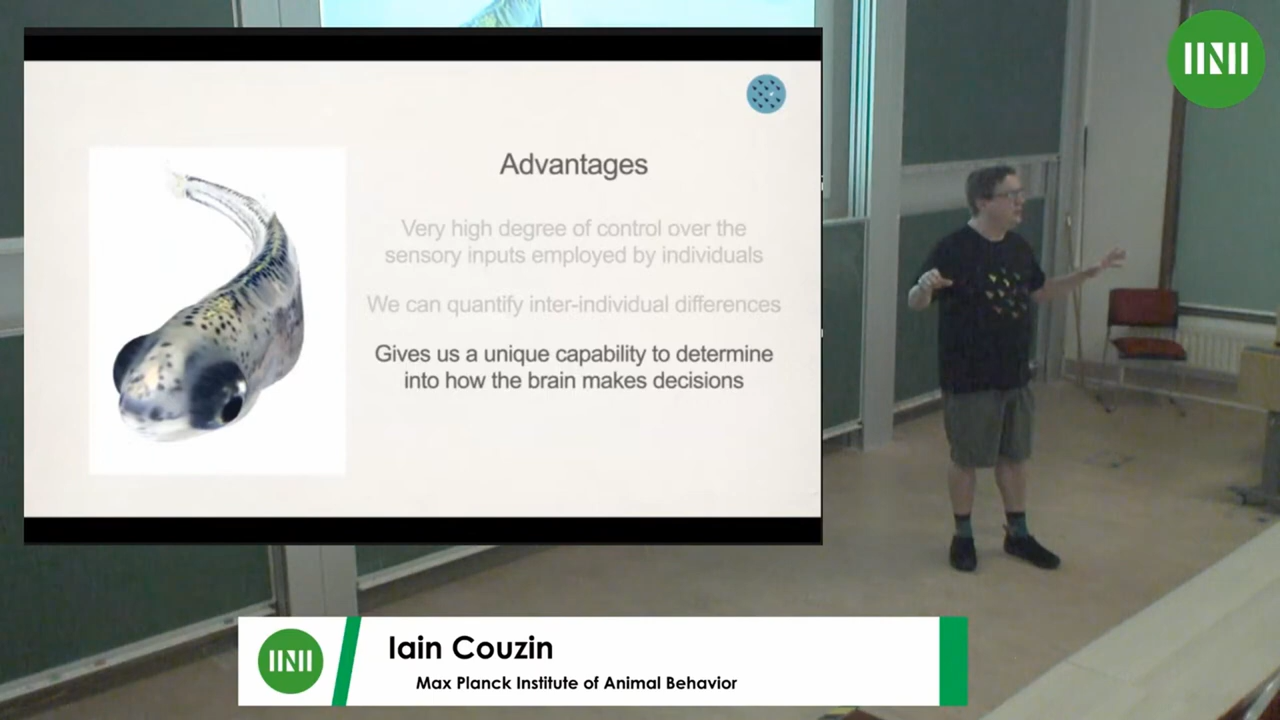 Advantages
Very high degree of control over the
sensory inputs employed by individuals
We can quantify inter-individual differences
Gives us a unique capability to determine
into how the brain makes decisions
IINII
IINII
Iain Couzin
Max Planck Institute of Animal Behavior